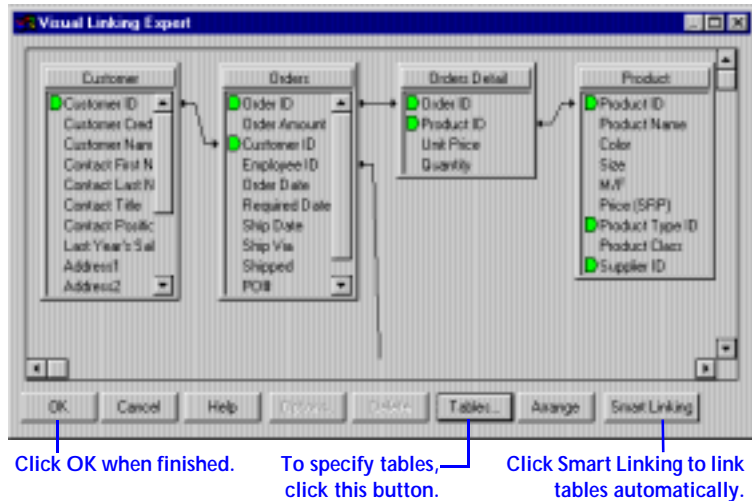 Visual Linking Expert
Customer
Customer ID
Customer Cred
Customer Nam
Contact First N
Contact Last N
Contact Title
Contact Positic
Last Year's Sal
Address1
Address2
Orders
Order ID
Order Amount
Customer ID
Employee ID
Order Date
Required Date
Ship Date
Ship Via
Shipped
PO#
Orders Detail
Order ID
Product ID
Unit Price
Quantity
Product
Product ID
Product Name
Color
Size
M/F
Price (SRP)
Product Type ID
Product Class
Supplier ID
OK
Cancel
Help
Options...
Delete
Tables...
Arrange
Smart Linking
Click OK when finished.
To specify tables,
click this button.
Click Smart Linking to link
tables automatically.